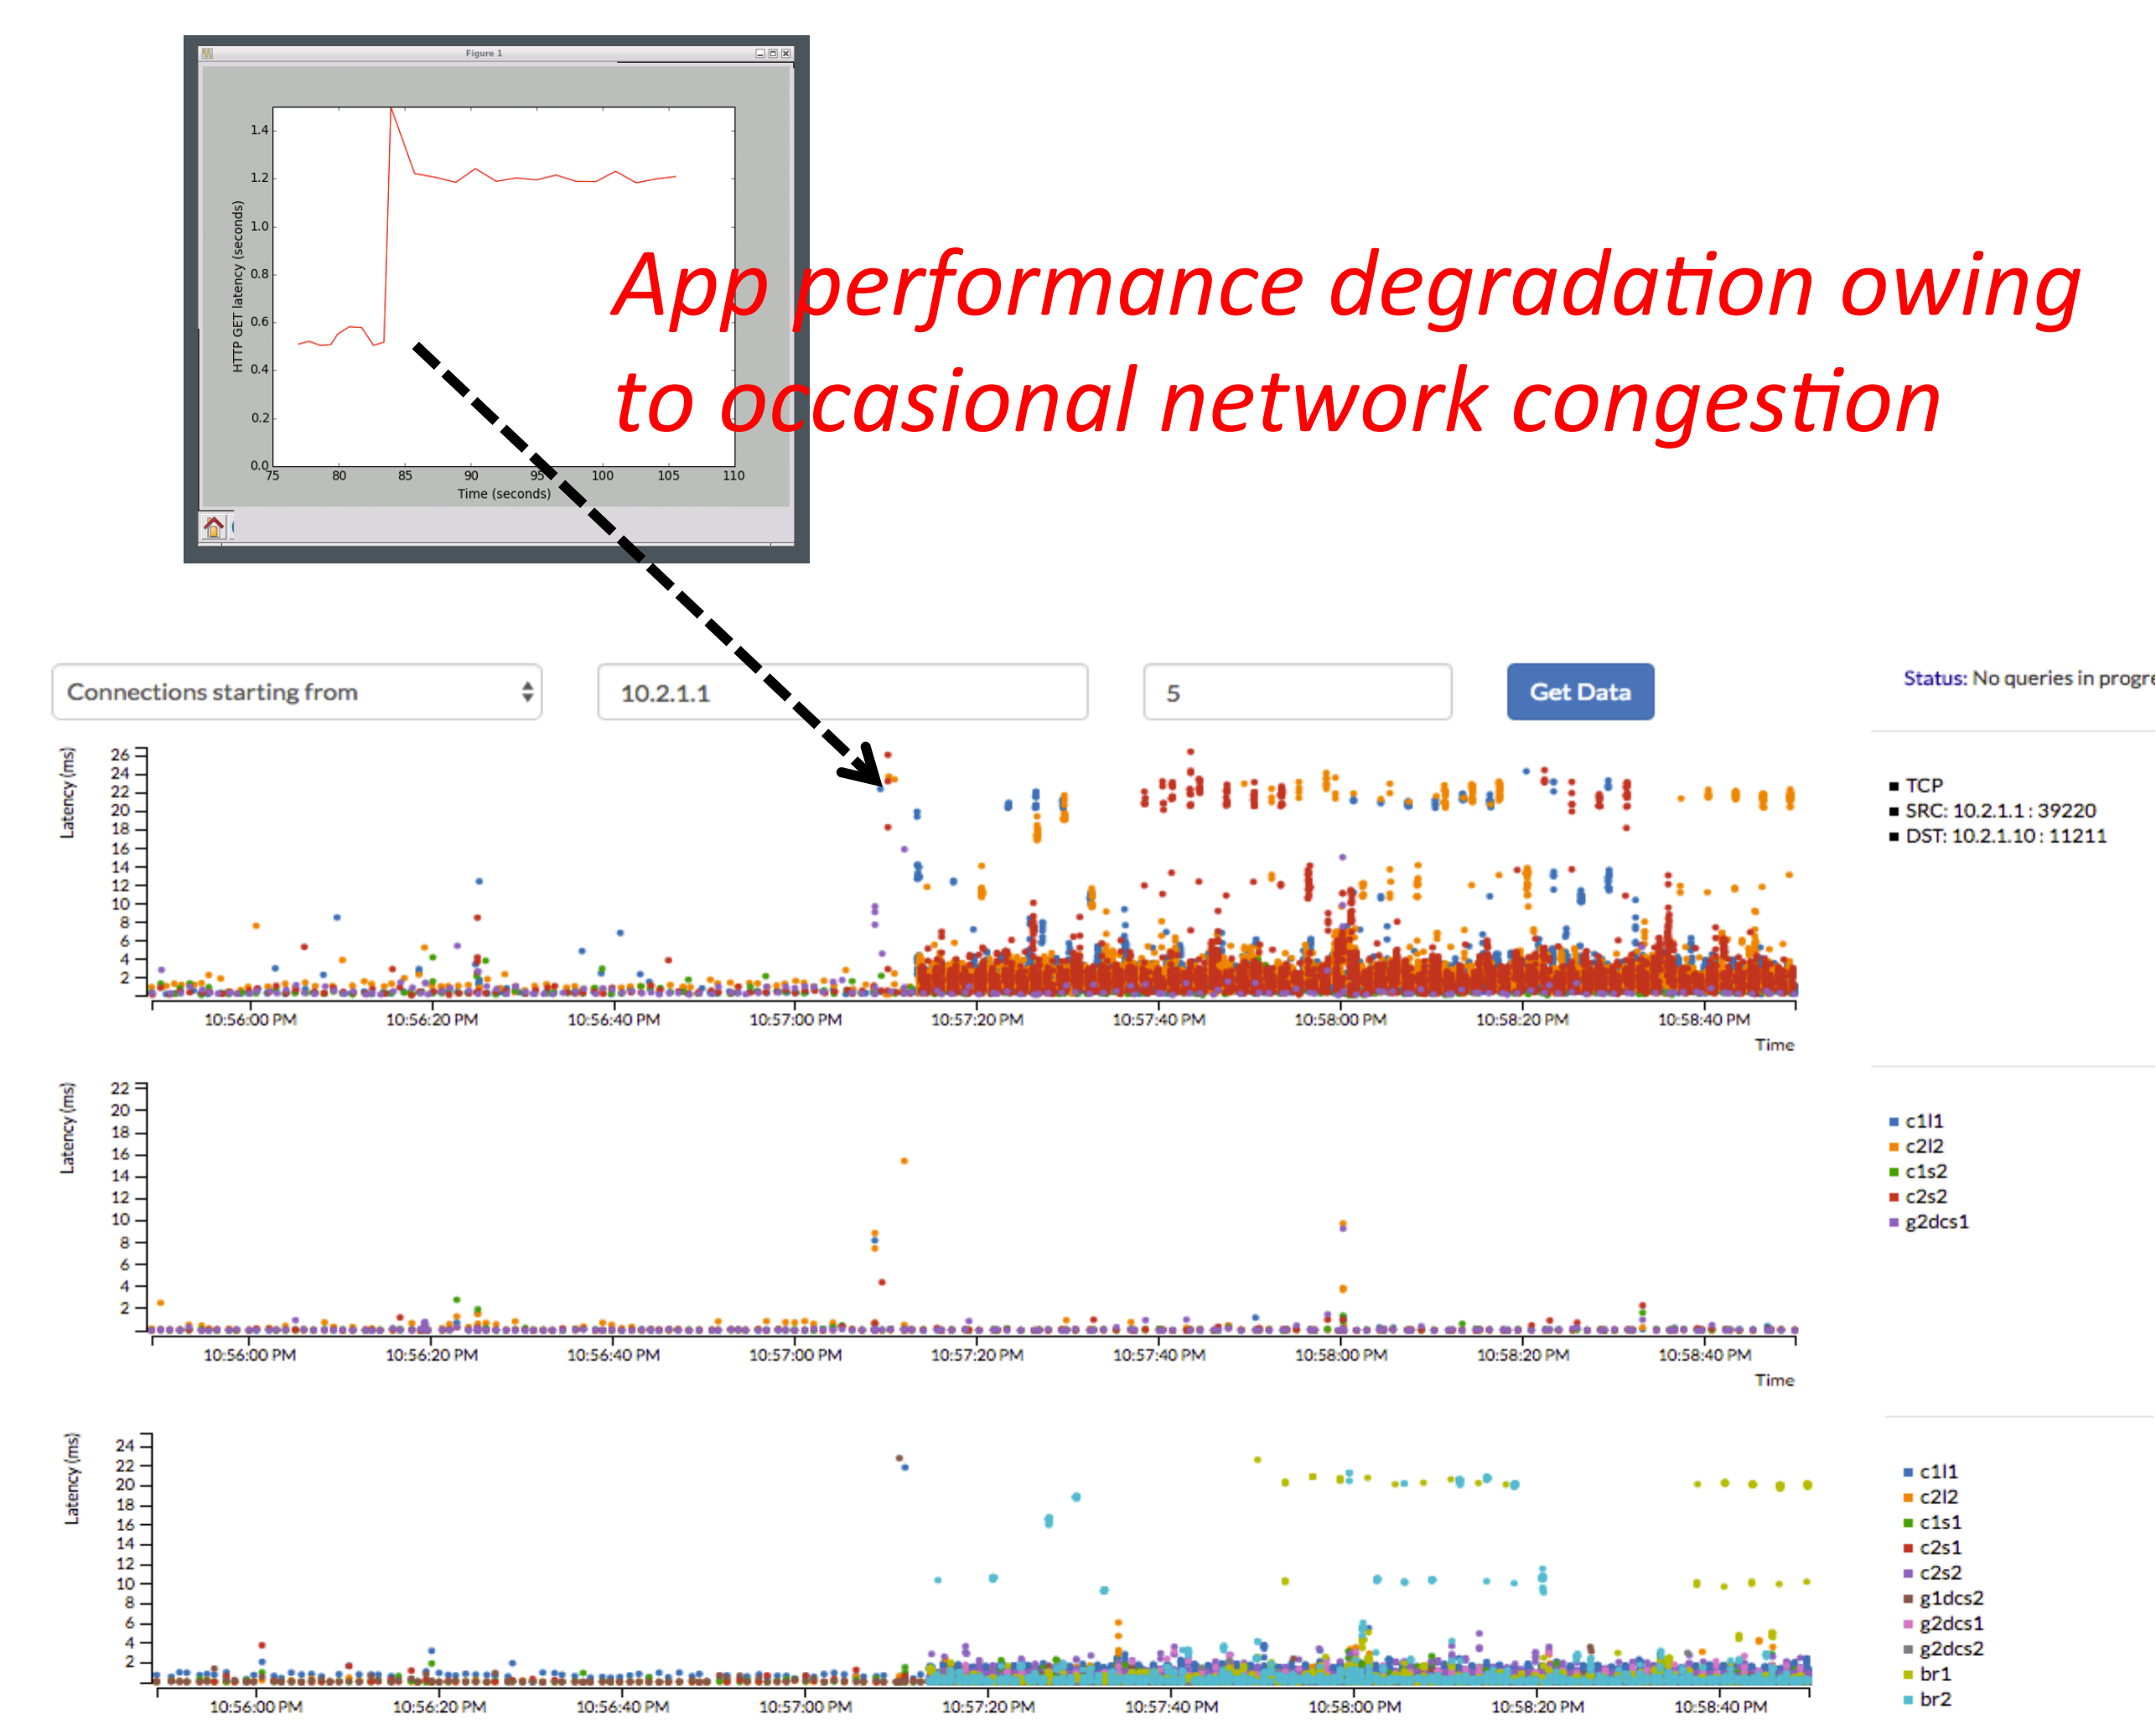 Figure 1
1.4
1.2
1.0
0.8
0.6
0.4
0.2
0.0
HTTP GET latency (seconds)
75 80 85 90 95 100 105 110
Time (seconds)
App performance degradation owing
to occasional network congestion
Connections starting from 10.2.1.1 5 Get Data
Status: No queries in progre
Latency (ms)
26
24
22
20
18
16
14
12
10
8
6
4
2
10:56:00 PM 10:56:20 PM 10:56:40 PM 10:57:00 PM 10:57:20 PM 10:57:40 PM 10:58:00 PM 10:58:20 PM 10:58:40 PM
Time
TCP
SRC: 10.2.1.1 : 39220
DST: 10.2.1.10 : 11211
Latency (ms)
22
20
18
16
14
12
10
8
6
4
2
10:56:00 PM 10:56:20 PM 10:56:40 PM 10:57:00 PM 10:57:20 PM 10:57:40 PM 10:58:00 PM 10:58:20 PM 10:58:40 PM
Time
c1l1
c2l2
c1s2
c2s2
g2dcs1
Latency (ms)
24
22
20
18
16
14
12
10
8
6
4
2
10:56:00 PM 10:56:20 PM 10:56:40 PM 10:57:00 PM 10:57:20 PM 10:57:40 PM 10:58:00 PM 10:58:20 PM 10:58:40 PM
c1l1
c2l2
c1s1
c2s1
c2s2
g1dcs2
g2dcs1
g2dcs2
br1
br2